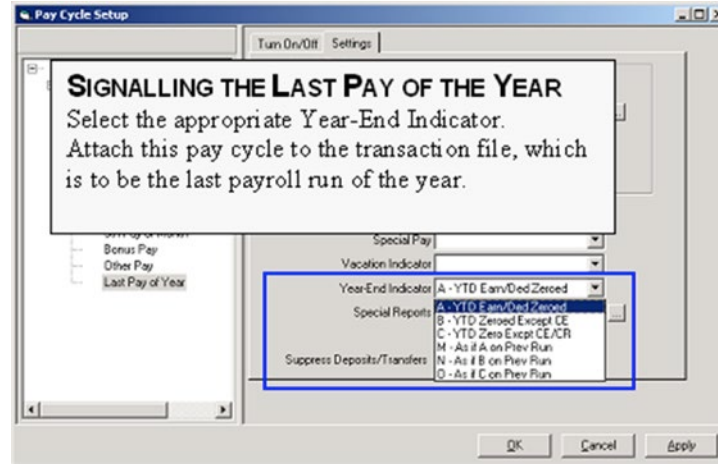 Pay Cycle Setup
Turn On/Off Settings
SIGNALLING THE LAST PAY OF THE YEAR
Select the appropriate Year-End Indicator.
Attach this pay cycle to the transaction file, which
is to be the last payroll run of the year.
Bonus Pay
Other Pay
Last Pay of Year
Special Pay
Vacation Indicator
Year-End Indicator A - YTD Earn/Ded Zeroed
Special Reports
A - YTD Earn/Ded Zeroed
B - YTD Zeroed Except CE
C - YTD Zero Excpt CE/CR
M - As if A on Prev Run
N - As if B on Prev Run
O - As if C on Prev Run
Suppress Deposits/Transfers
OK Cancel Apply